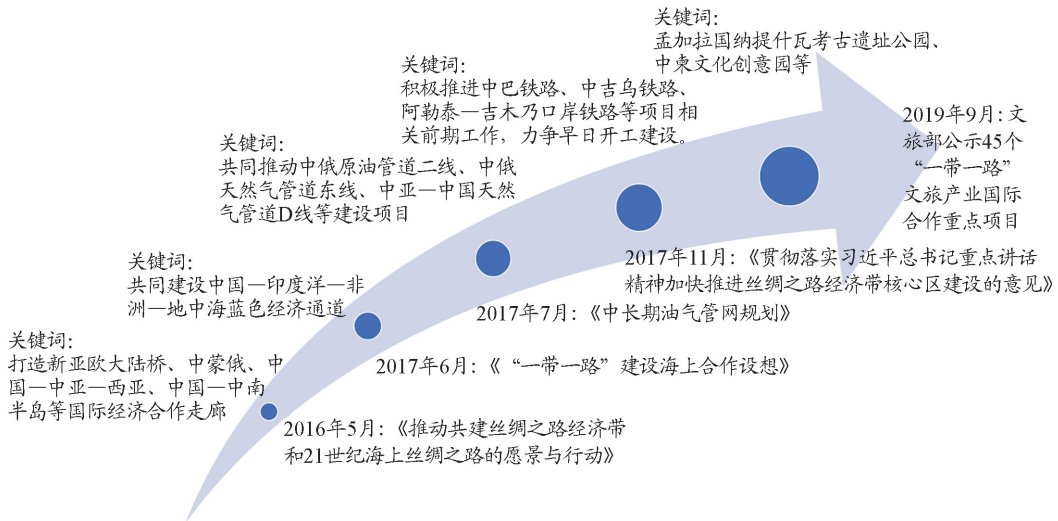 关键词：
孟加拉国纳提什瓦考古遗址公园、
中柬文化创意园等
关键词：
积极推进中巴铁路、中吉乌铁路、
阿勒泰—吉木乃口岸铁路等项目相
关前期工作，力争早日开工建设。
2019年9月：文
旅部公示45个
“一带一路”
文旅产业国际
合作重点项目
关键词：
共同推动中俄原油管道二线、中俄
天然气管道东线、中亚—中国天然
气管道D线等建设项目
2017年11月：《贯彻落实习近平总书记重点讲话
精神加快推进丝绸之路经济带核心区建设的意见》
关键词：
共同建设中国—印度洋—非
洲—地中海蓝色经济通道
2017年7月：《中长期油气管网规划》
关键词：
打造新亚欧大陆桥、中蒙俄、中
国—中亚—西亚、中国—中南
半岛等国际经济合作走廊
2017年6月：《“一带一路”建设海上合作设想》
2016年5月：《推动共建丝绸之路经济带
和21世纪海上丝绸之路的愿景与行动》